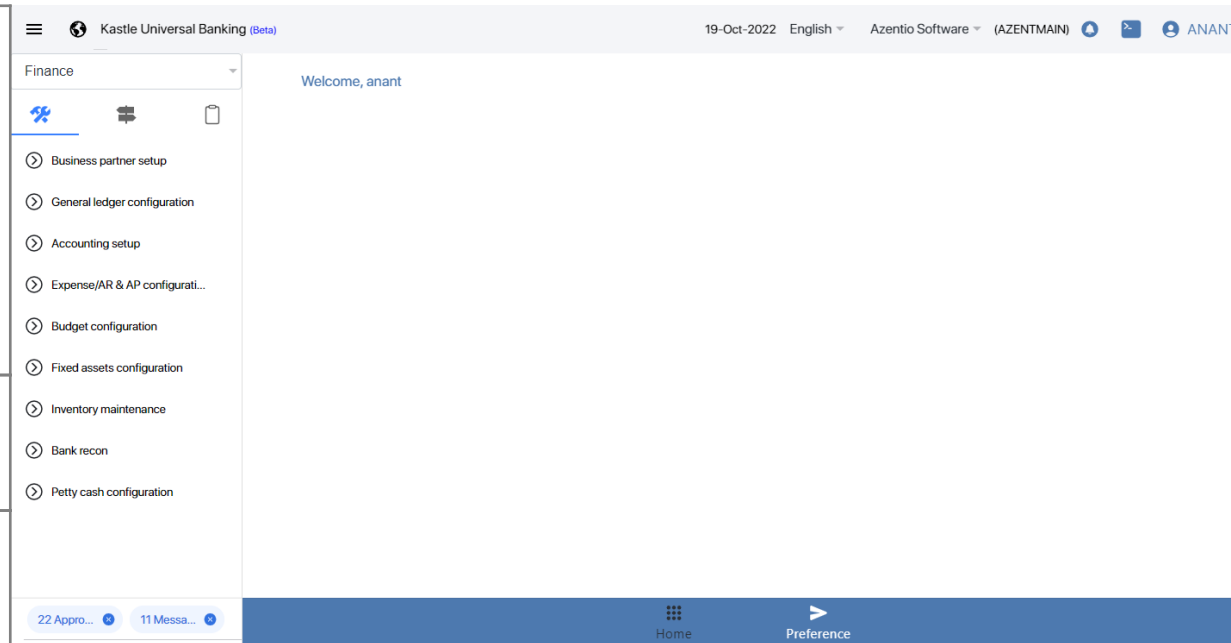 Kastle Universal Banking (Beta) 19-Oct-2022 English Azentio Software (AZENTMAIN) ANANT
Finance
Welcome, anant
Business partner setup
General ledger configuration
Accounting setup
Expense/AR & AP configurati...
Budget configuration
Fixed assets configuration
Inventory maintenance
Bank recon
Petty cash configuration
22 Appro... 11 Messa...
Home Preference